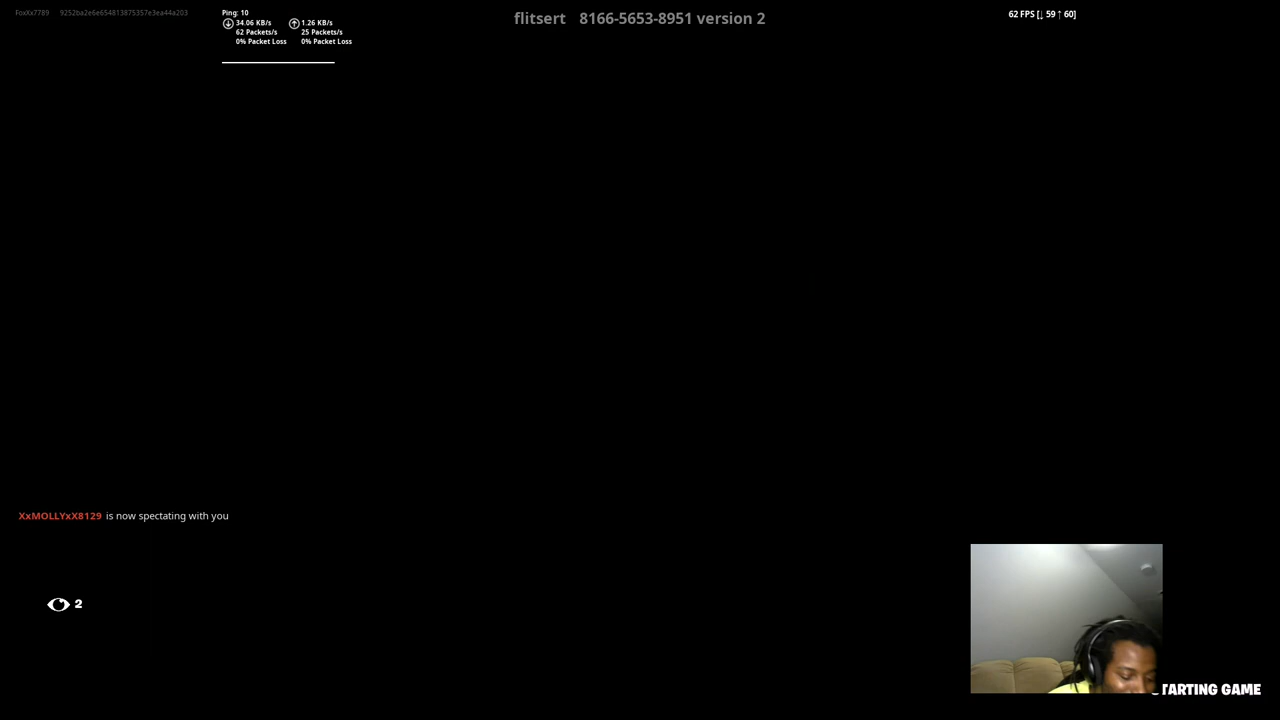 FoxXx7789 9252ba2e6e654813875357e3ea44a203
Ping: 10
34.06 KB/s 1.26 KB/s
62 Packets/s 25 Packets/s
0% Packet Loss 0% Packet Loss
flitsert 8166-5653-8951 version 2
62 FPS [↓ 59 ↑ 60]
XxMOLLYxX8129 is now spectating with you
2
TARTING GAME